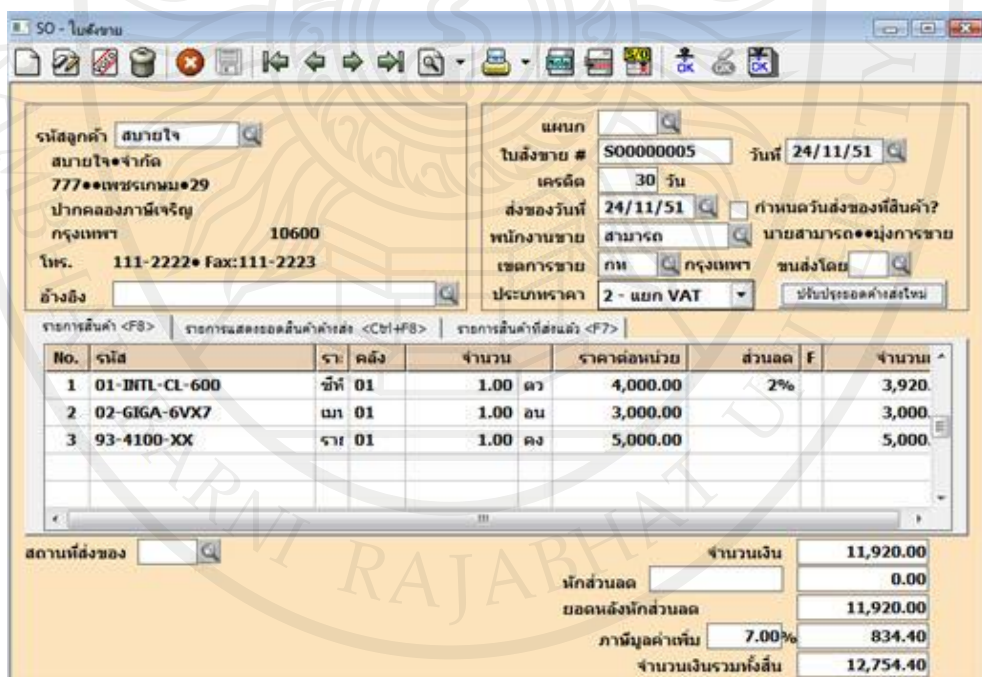 SO - ใบสั่งขาย
รหัสลูกค้า สบายใจ
สบายใจ●จำกัด
777●●เพชรเกษม●29
ปากคลองภาษีเจริญ
กรุงเทพฯ 10600
โทร. 111-2222● Fax:111-2223
อ้างอิง
แผนก
ใบสั่งขาย # SO0000005 วันที่ 24/11/51
เครดิต 30 วัน
ส่งของวันที่ 24/11/51 กำหนดวันส่งของที่สินค้า?
พนักงานขาย สามารถ นายสามารถ●●มุ่งการขาย
เขตการขาย กท กรุงเทพฯ ขนส่งโดย
ประเภทราคา 2 - แยก VAT ปรับปรุงยอดค้างส่งใหม่
รายการสินค้า <F8> รายการแสดงยอดสินค้าค้างส่ง <Ctrl+F8> รายการสินค้าที่ส่งแล้ว <F7>
No. รหัส ราย คลัง จำนวน ราคาต่อหน่วย ส่วนลด F จำนวนเ
1 01-INTL-CL-600 ซีพี 01 1.00 ตว 4,000.00 2% 3,920.
2 02-GIGA-6VX7 เมา 01 1.00 อน 3,000.00 3,000.
3 93-4100-XX ราย 01 1.00 คง 5,000.00 5,000.
สถานที่ส่งของ
จำนวนเงิน 11,920.00
หักส่วนลด 0.00
ยอดหลังหักส่วนลด 11,920.00
ภาษีมูลค่าเพิ่ม 7.00% 834.40
จำนวนเงินรวมทั้งสิ้น 12,754.40
ARNI RAJABHAT UNIVERSITY